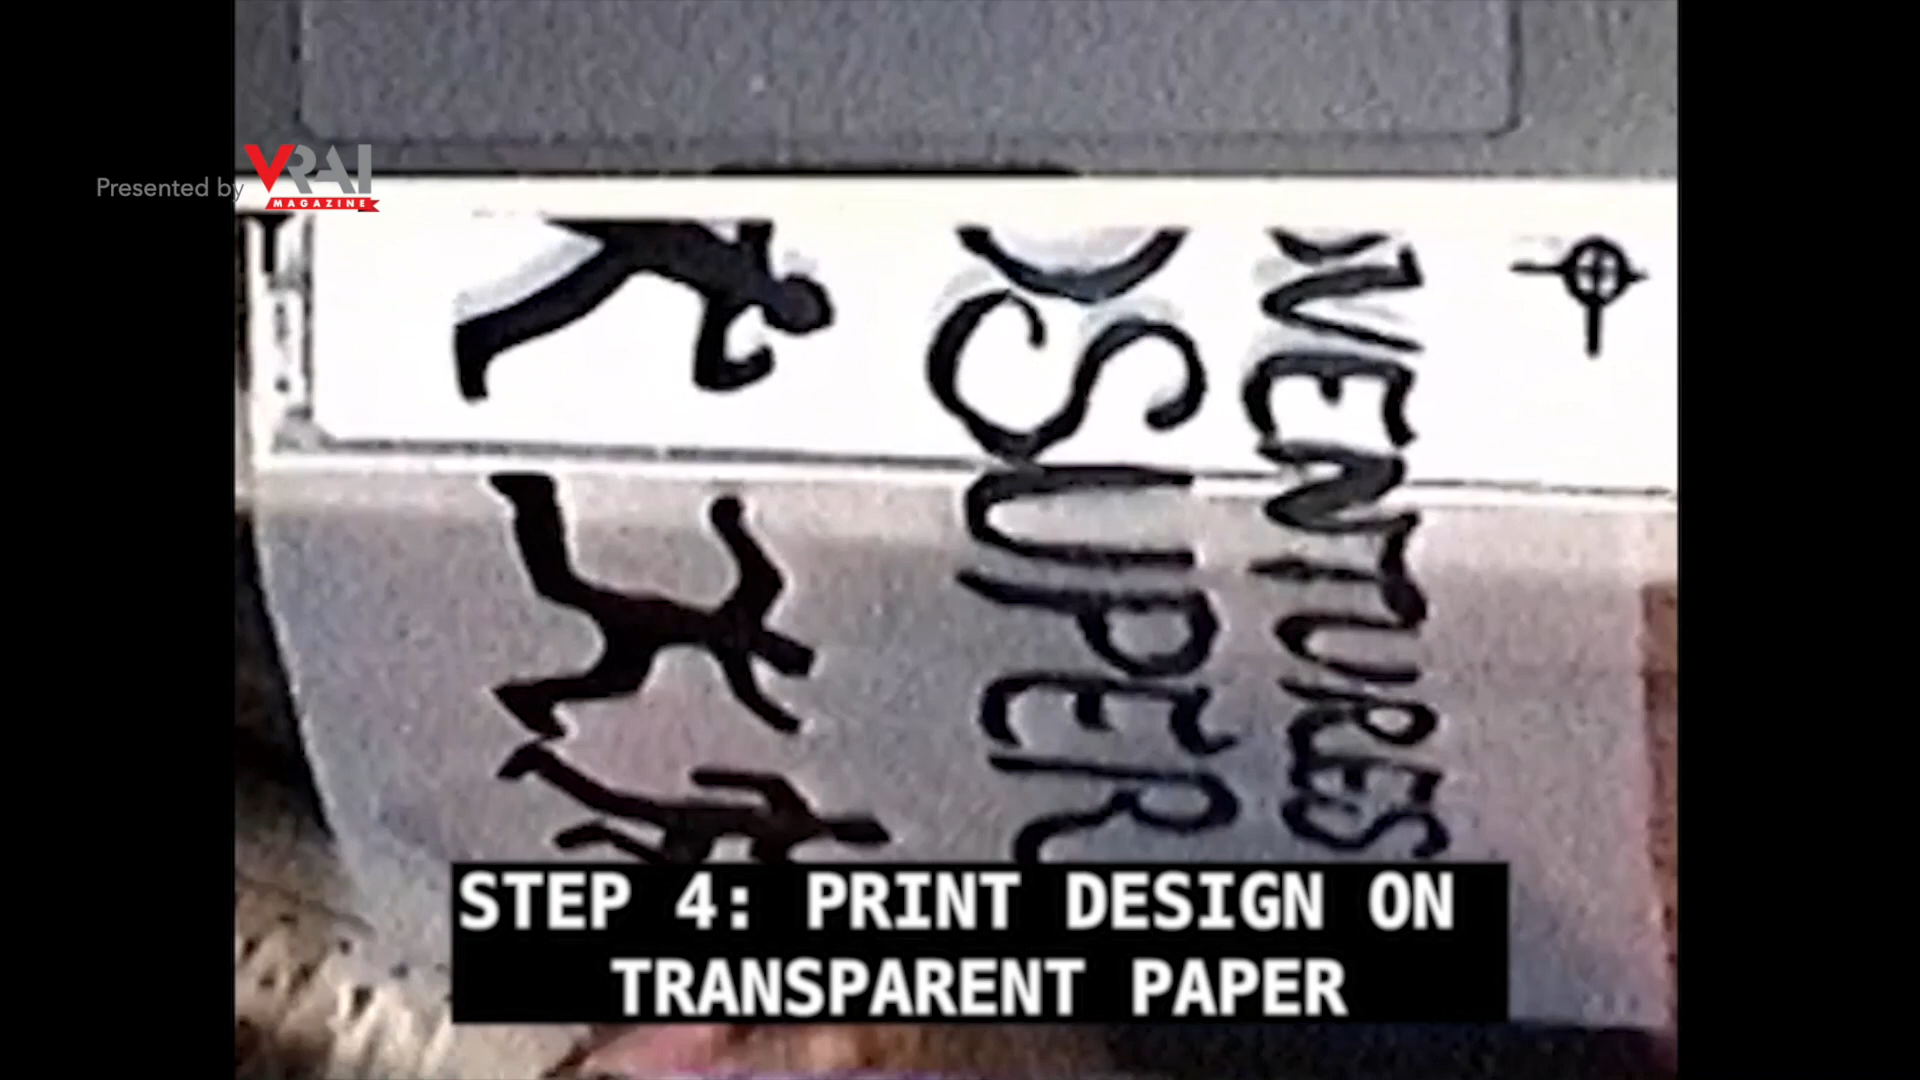 Presented by
VRAI
MAGAZINE
SUPER
VENTURES
STEP 4: PRINT DESIGN ON
TRANSPARENT PAPER